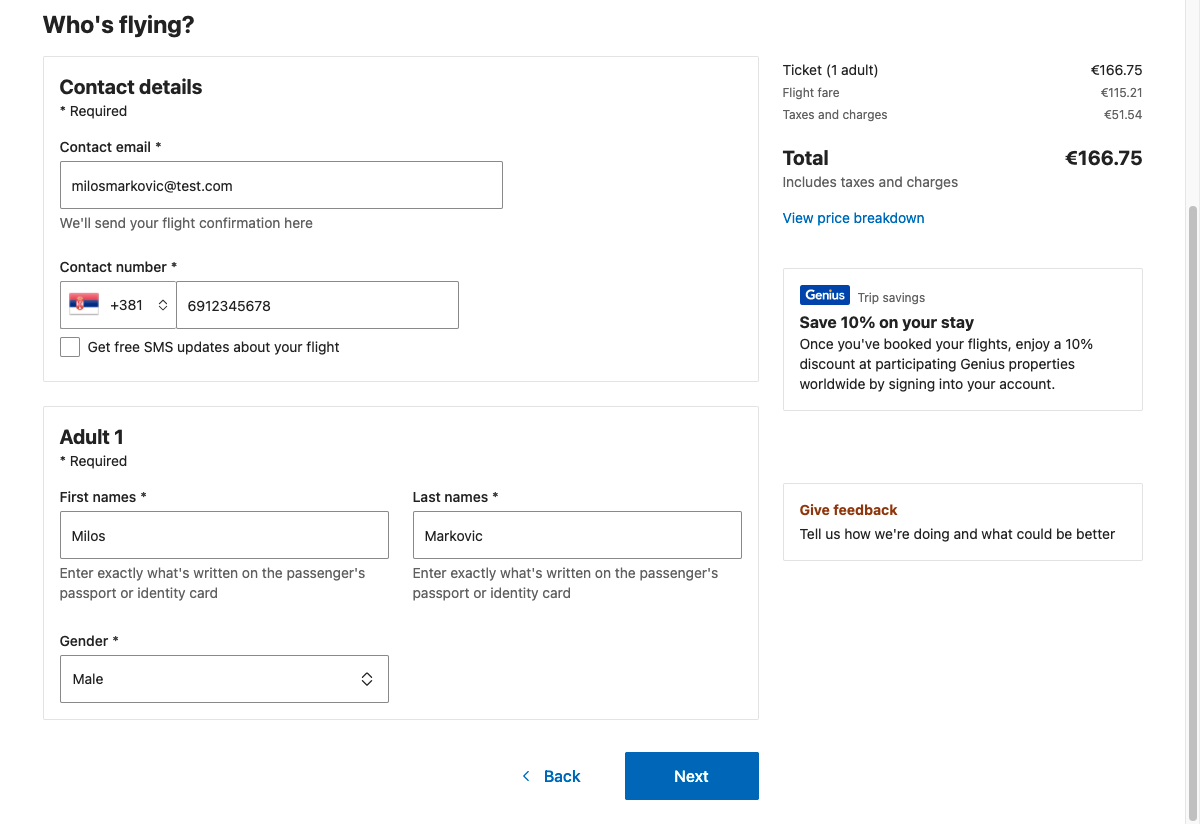 Who's flying?
Contact details
* Required
Contact email *
milosmarkovic@test.com
We'll send your flight confirmation here
Contact number *
+381 6912345678
Get free SMS updates about your flight
Adult 1
* Required
First names * Last names *
Milos Markovic
Enter exactly what's written on the passenger's Enter exactly what's written on the passenger's
passport or identity card passport or identity card
Gender *
Male
Back Next
Ticket (1 adult) €166.75
Flight fare €115.21
Taxes and charges €51.54
Total €166.75
Includes taxes and charges
View price breakdown
Genius Trip savings
Save 10% on your stay
Once you've booked your flights, enjoy a 10%
discount at participating Genius properties
worldwide by signing into your account.
Give feedback
Tell us how we're doing and what could be better